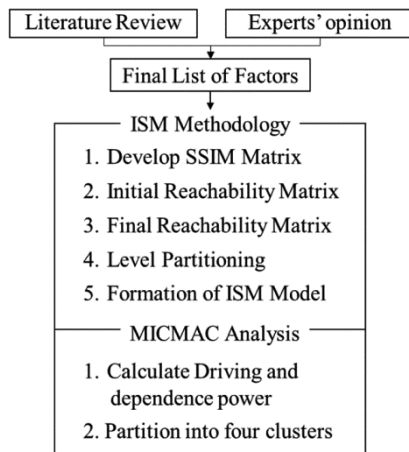 Literature Review
Experts' opinion
Final List of Factors
ISM Methodology
1. Develop SSIM Matrix
2. Initial Reachability Matrix
3. Final Reachability Matrix
4. Level Partitioning
5. Formation of ISM Model
MICMAC Analysis
1. Calculate Driving and
dependence power
2. Partition into four clusters